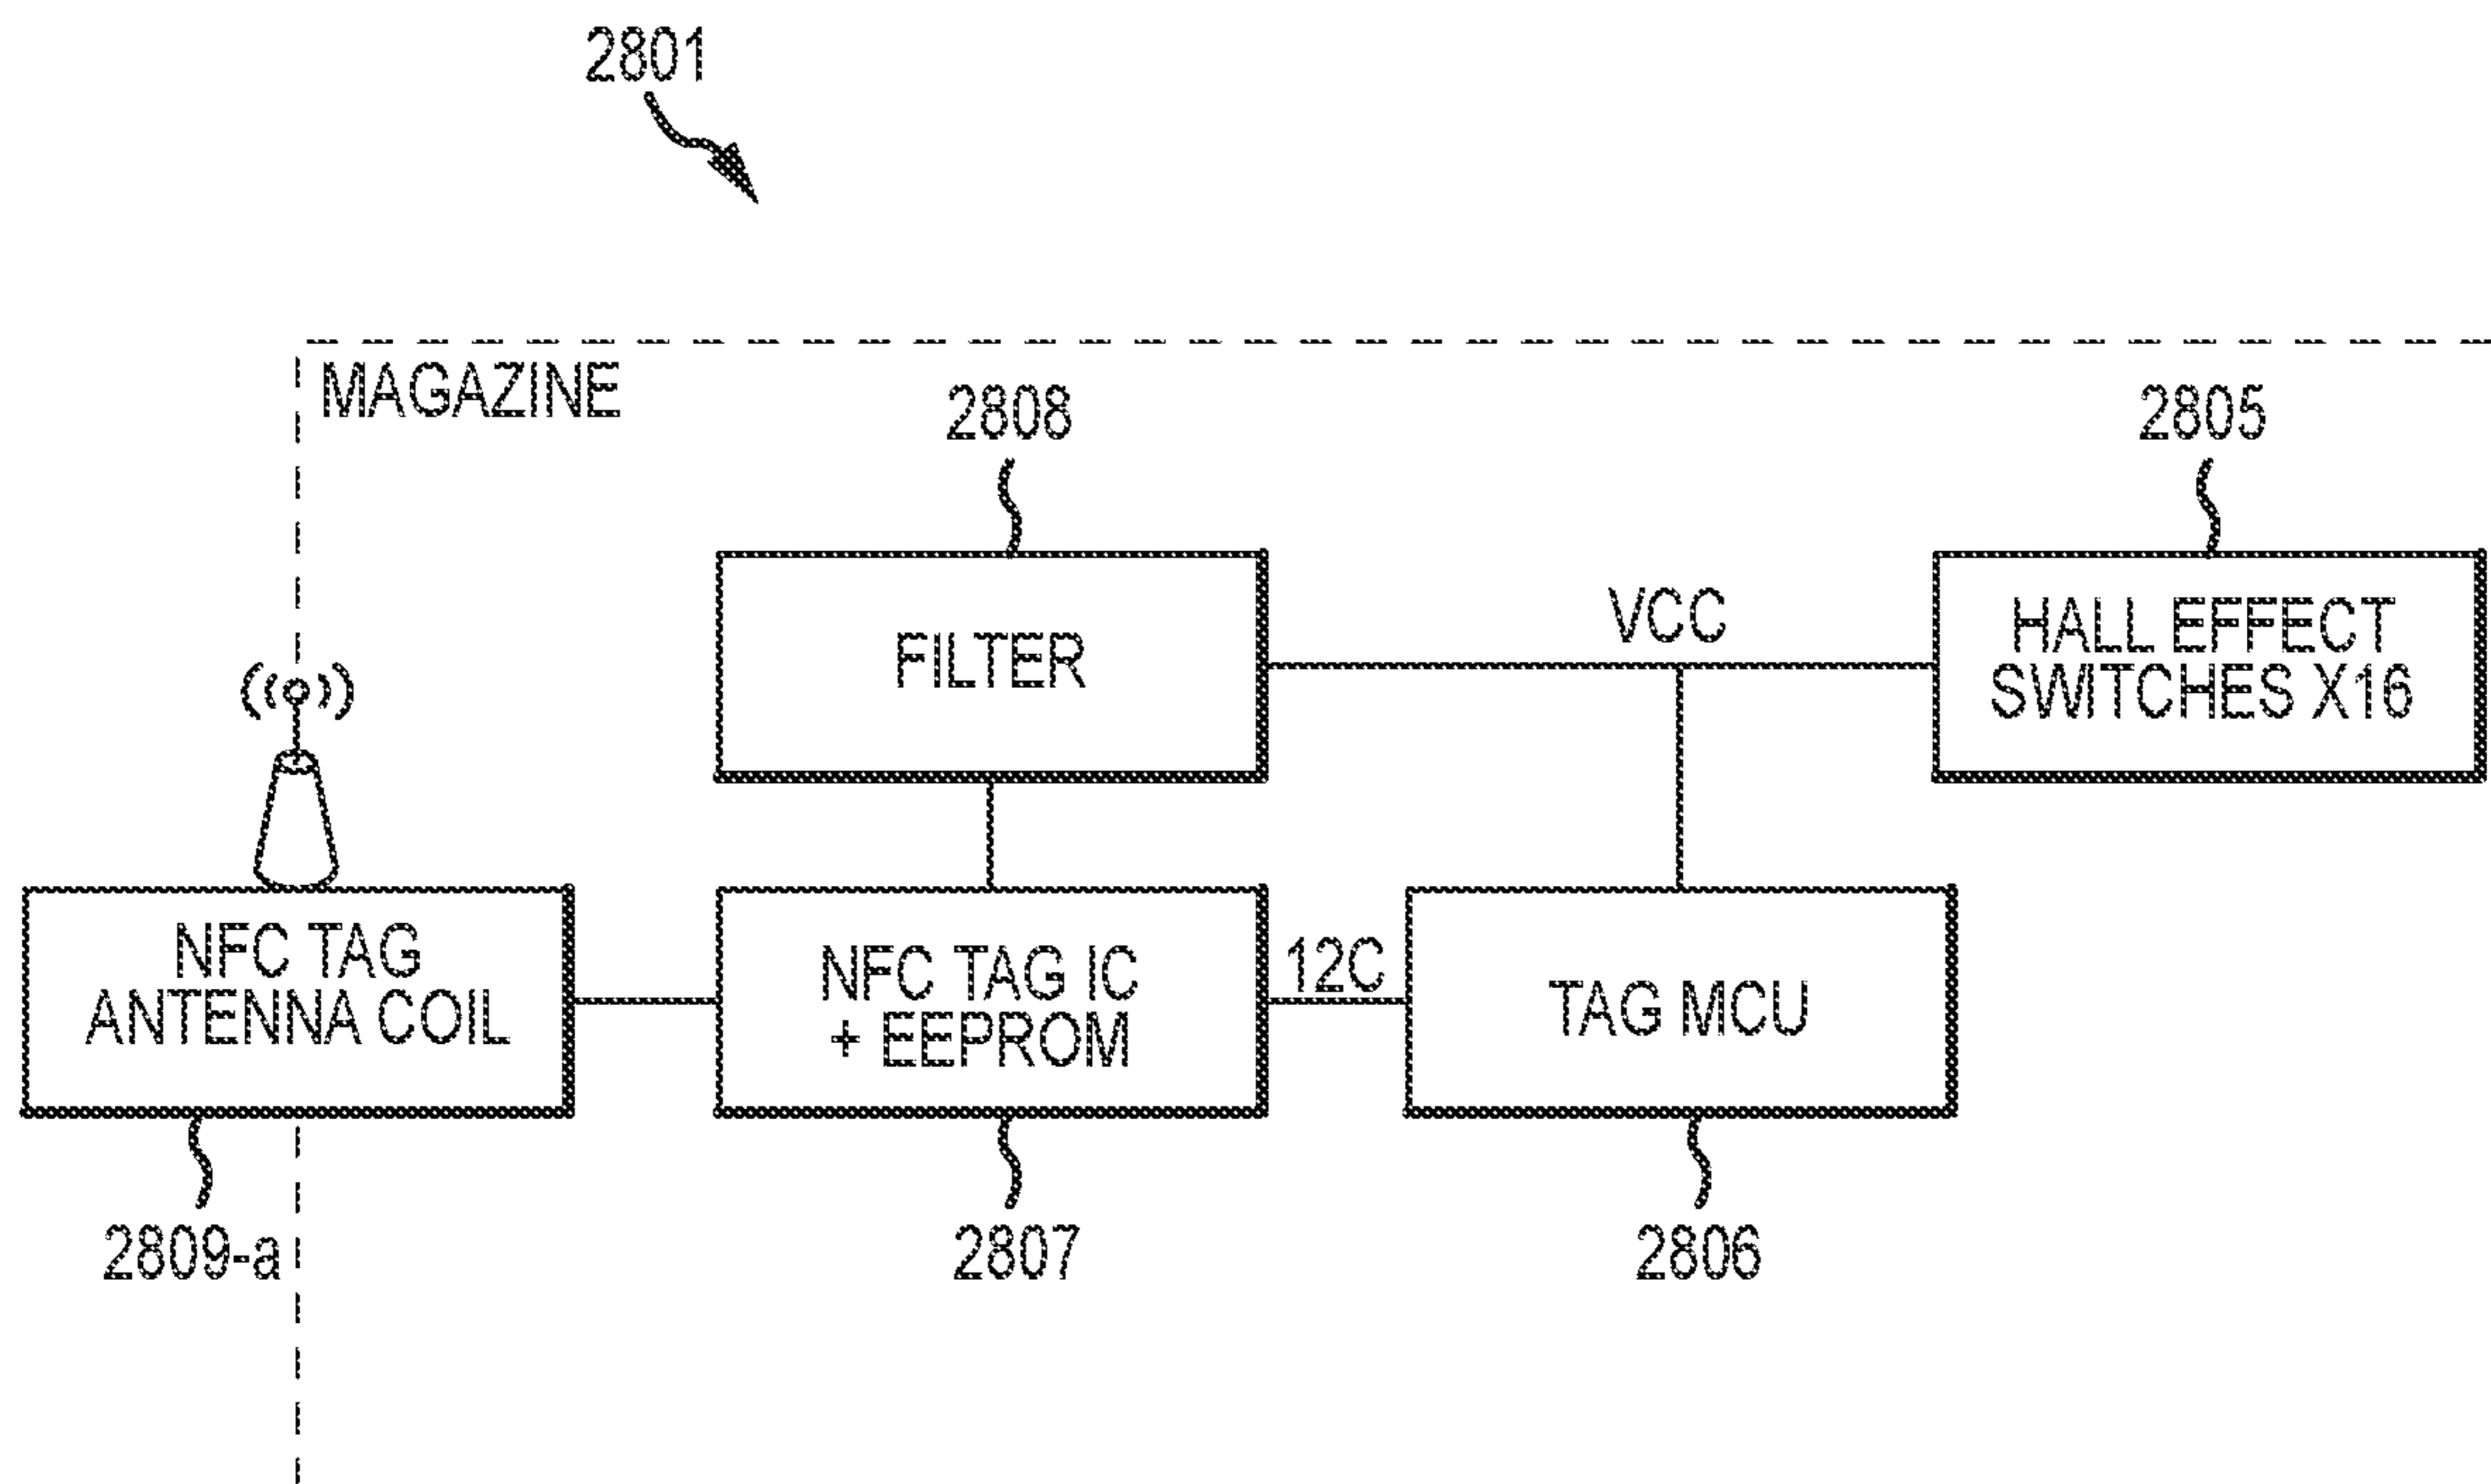 2801
MAGAZINE
2808
2805
FILTER
VCC
HALL EFFECT
SWITCHES X16
NFC TAG
ANTENNA COIL
NFC TAG IC
+ EEPROM
12C
TAG MCU
2809-a
2807
2806